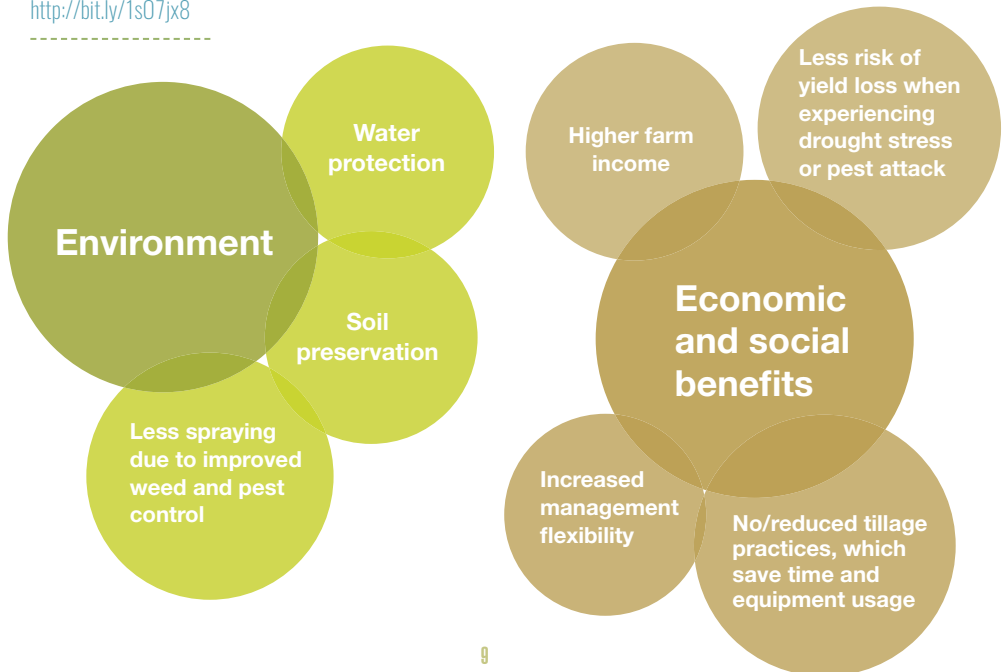 http://bit.ly/1sO7jx8
Environment
Water
protection
Soil
preservation
Less spraying
due to improved
weed and pest
control
Higher farm
income
Less risk of
yield loss when
experiencing
drought stress
or pest attack
Economic
and social
benefits
Increased
management
flexibility
No/reduced tillage
practices, which
save time and
equipment usage
9